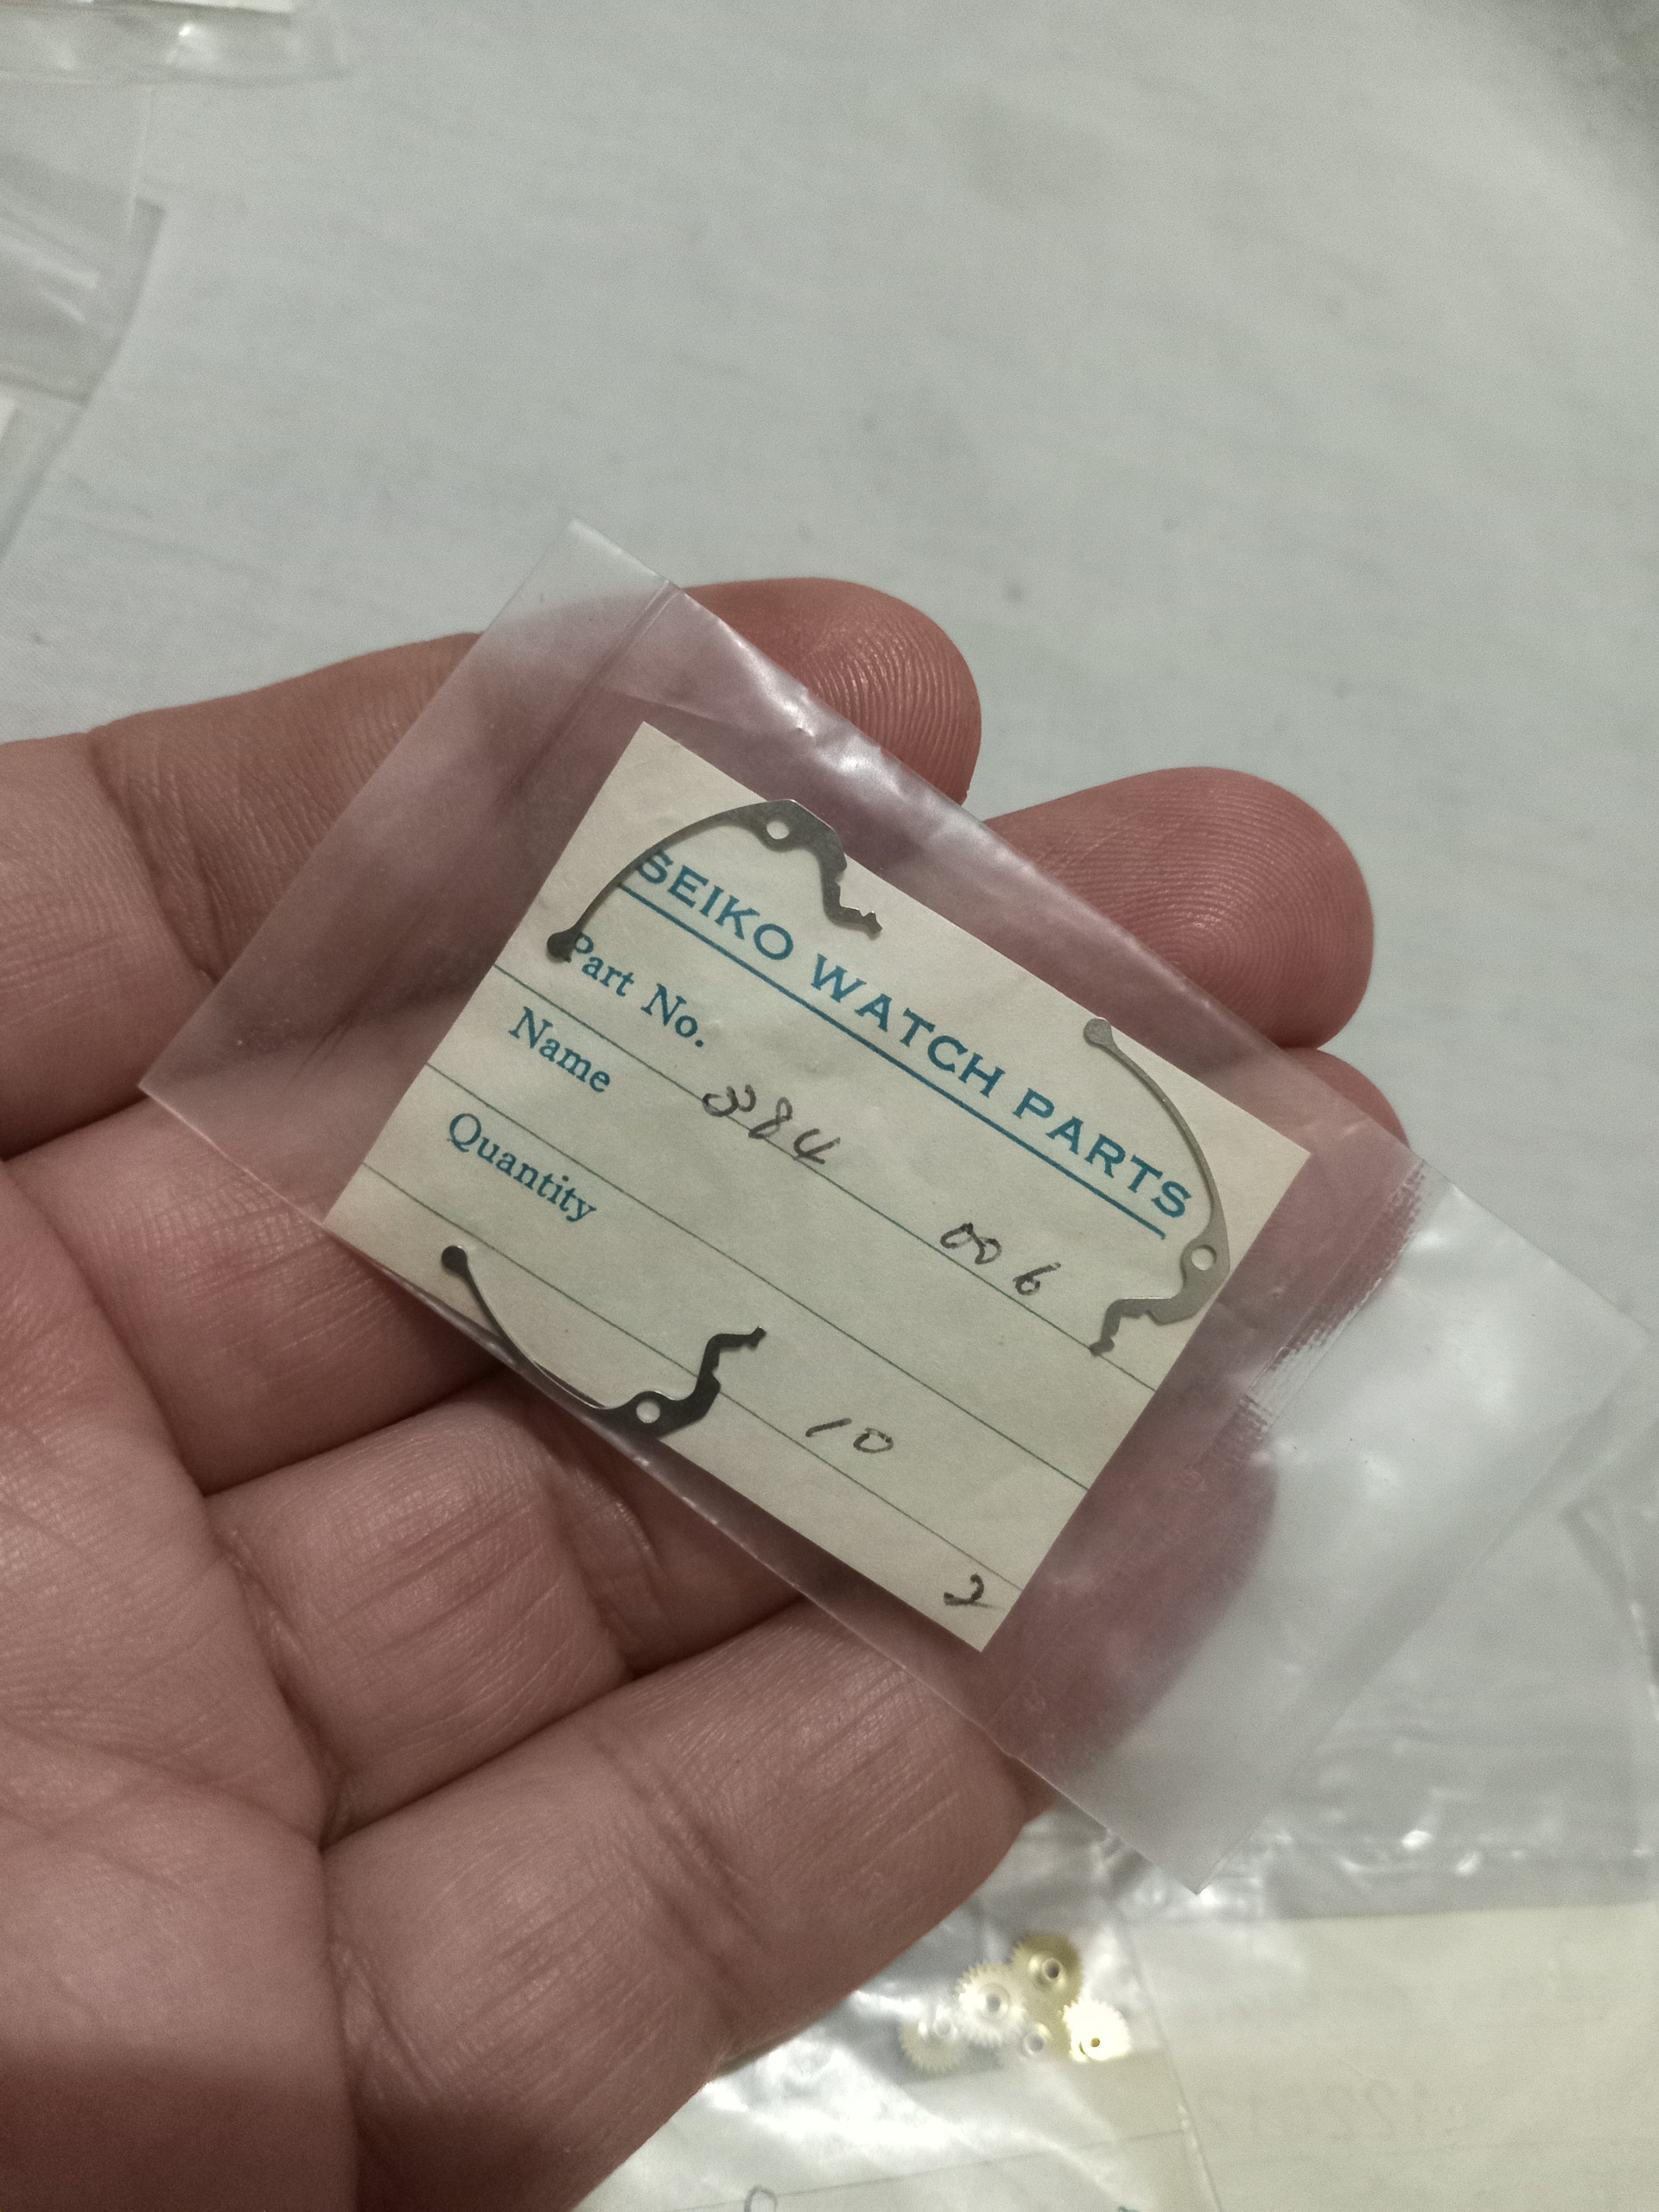 SEIKO WATCH PARTS
Part No. 384 006
Name
Quantity 10
2